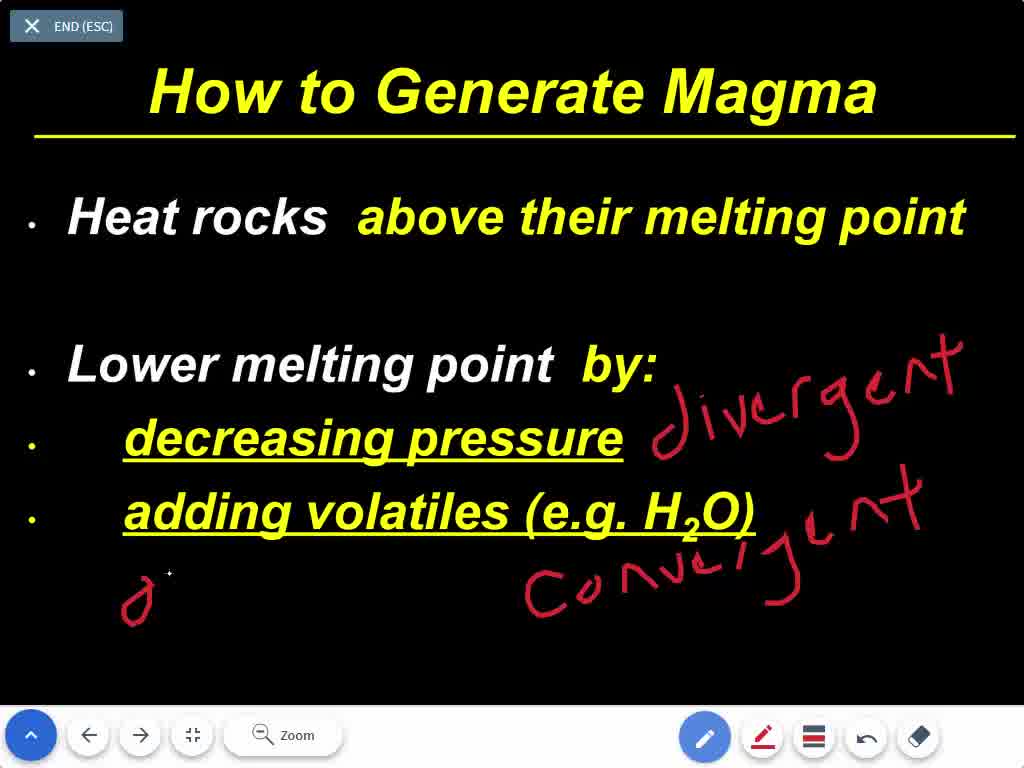 END (ESC)
How to Generate Magma
• Heat rocks above their melting point
• Lower melting point by:
• decreasing pressure divergent
• adding volatiles (e.g. H₂O)
convergent
Zoom